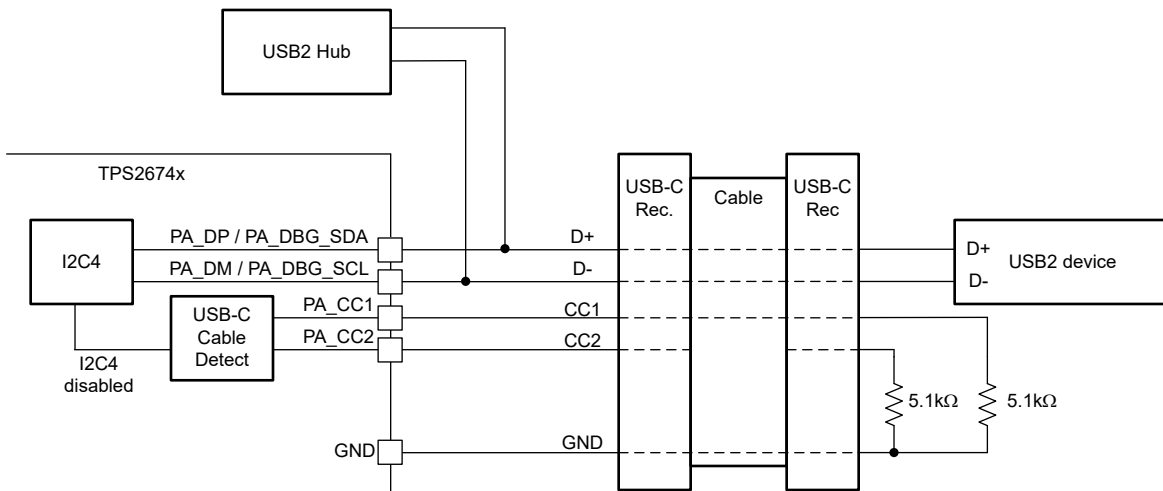 USB2 Hub
TPS2674x
I2C4
PA_DP / PA_DBG_SDA
PA_DM / PA_DBG_SCL
USB-C
Cable
Detect
PA_CC1
PA_CC2
I2C4
disabled
GND
D+
D-
CC1
CC2
GND
USB-C
Rec.
Cable
USB-C
Rec
D+
D-
USB2 device
5.1kΩ
5.1kΩ